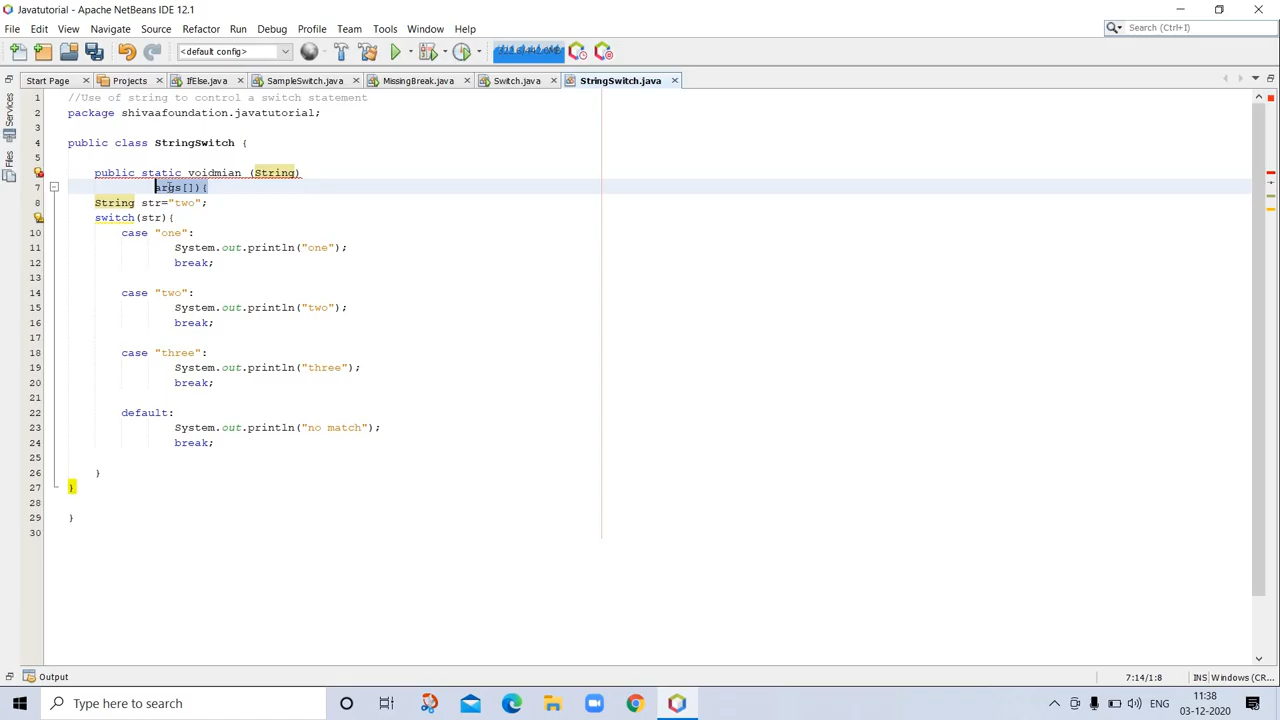 Javatutorial - Apache NetBeans IDE 12.1
File Edit View Navigate Source Refactor Run Debug Profile Team Tools Window Help
Search (Ctrl+I)
<default config>
Start Page Projects IfElse.java SampleSwitch.java MissingBreak.java Switch.java StringSwitch.java
Services
Files
1 //Use of string to control a switch statement
2 package shivaafoundation.javatutorial;
3
4 public class StringSwitch {
5
public static voidmian (String)
7 args[]){
8 String str="two";
switch(str){
10 case "one":
11 System.out.println("one");
12 break;
13
14 case "two":
15 System.out.println("two");
16 break;
17
18 case "three":
19 System.out.println("three");
20 break;
21
22 default:
23 System.out.println("no match");
24 break;
25
26 }
27 }
28
29 }
30
Output
7:14/1:8 INS Windows (CR...
Type here to search
ENG
11:38
03-12-2020